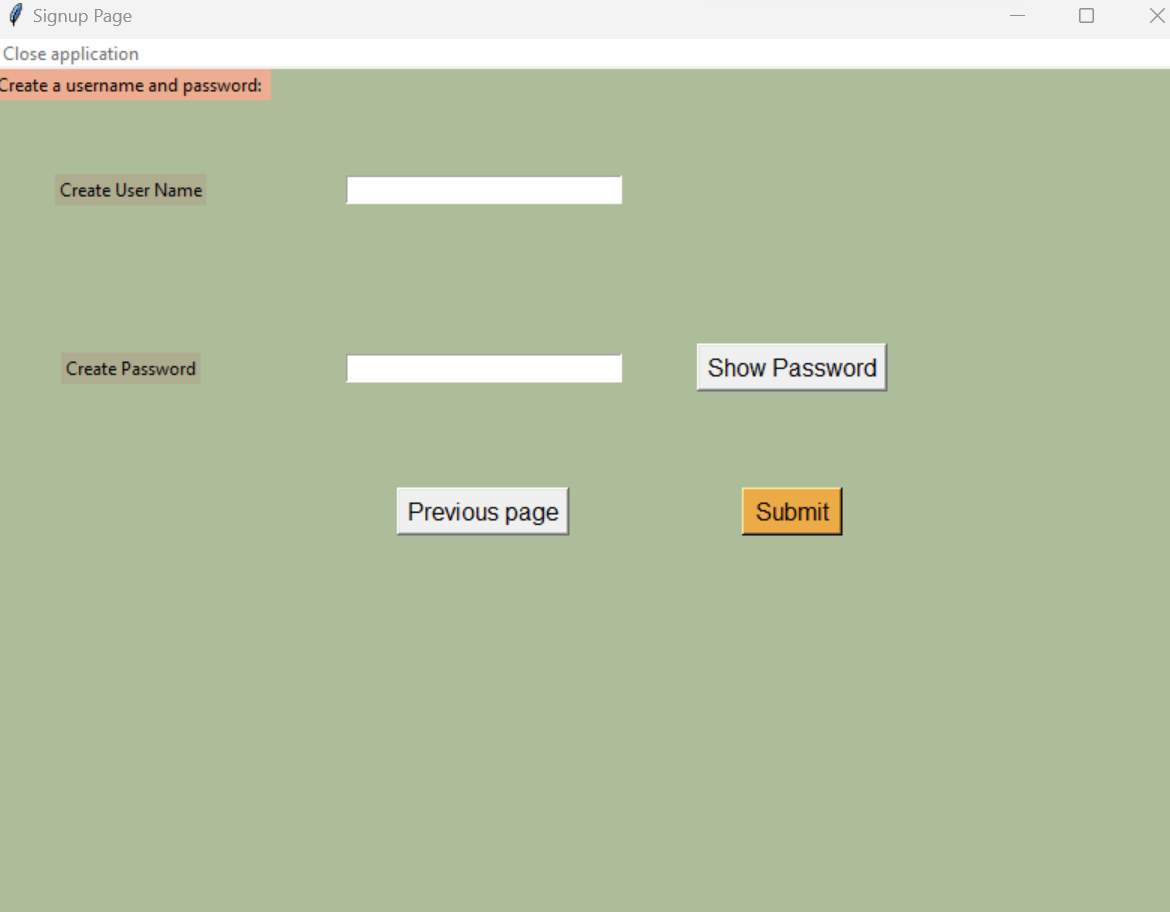 Signup Page
Close application
Create a username and password:
Create User Name
Create Password
Show Password
Previous page
Submit